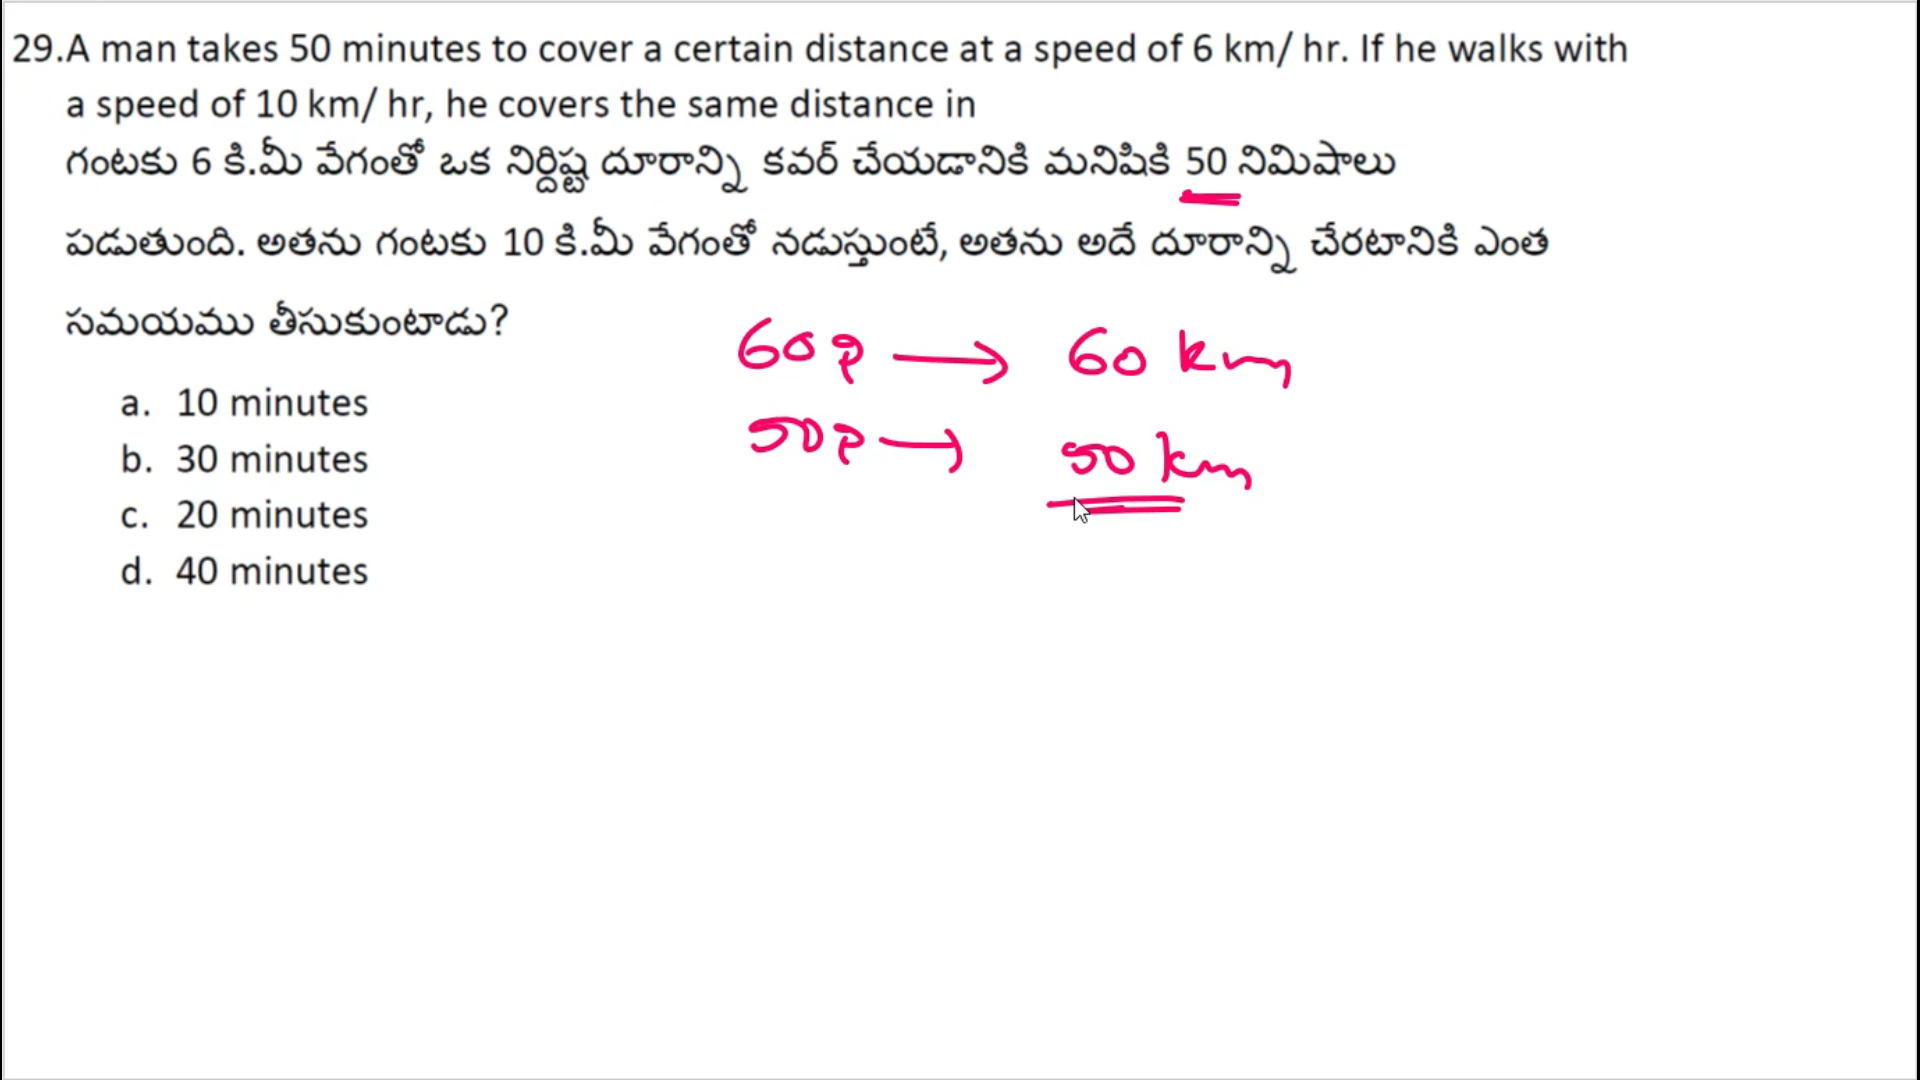 29.A man takes 50 minutes to cover a certain distance at a speed of 6 km/ hr. If he walks with
a speed of 10 km/ hr, he covers the same distance in
గంటకు 6 కి.మీ వేగంతో ఒక నిర్దిష్ట దూరాన్ని కవర్ చేయడానికి మనిషికి 50 నిమిషాలు
పడుతుంది. అతను గంటకు 10 కి.మీ వేగంతో నడుస్తుంటే, అతను అదే దూరాన్ని చేరటానికి ఎంత
సమయము తీసుకుంటాడు?
60 ని → 60 km
50 ని → 50 km
a. 10 minutes
b. 30 minutes
c. 20 minutes
d. 40 minutes